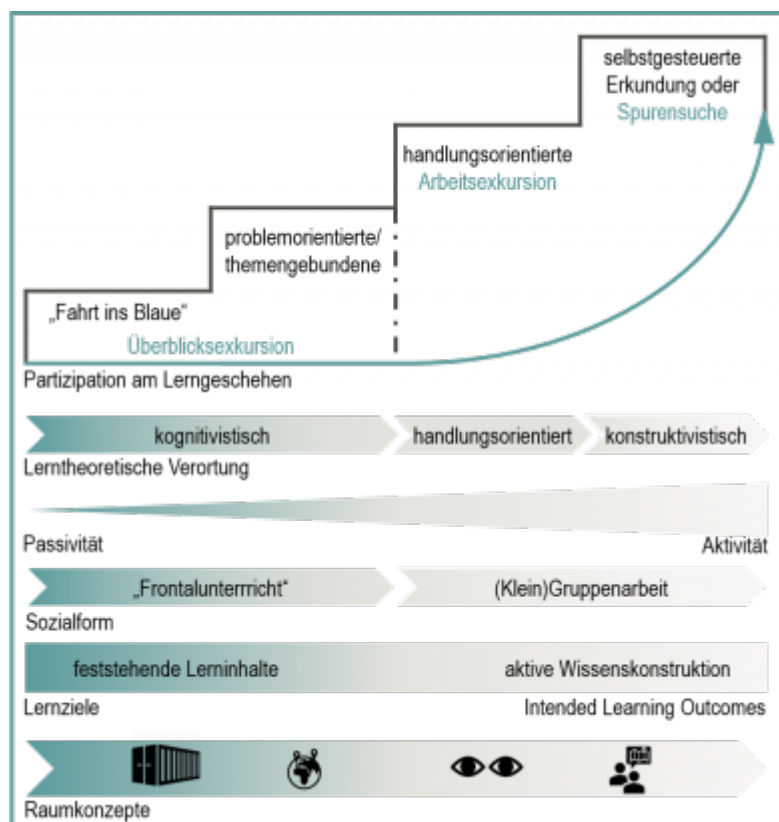 selbstgesteuerte
Erkundung oder
Spurensuche
handlungsorientierte
Arbeitsexkursion
problemorientierte/
themengebundene
„Fahrt ins Blaue“
Überblicksexkursion
Partizipation am Lerngeschehen
kognitivistisch
handlungsorientiert
konstruktivistisch
Lerntheoretische Verortung
Passivität
Aktivität
„Frontalunterrricht“
(Klein)Gruppenarbeit
Sozialform
feststehende Lerninhalte
aktive Wissenskonstruktion
Lernziele
Intended Learning Outcomes
Raumkonzepte